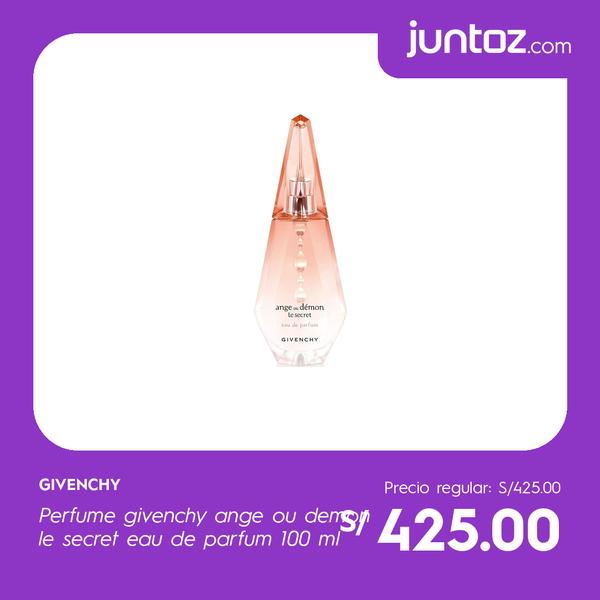 juntoz.com
ange ou démon
le secret
eau de parfum
GIVENCHY
GIVENCHY
Perfume givenchy ange ou demon
le secret eau de parfum 100 ml
Precio regular: S/425.00
S/ 425.00